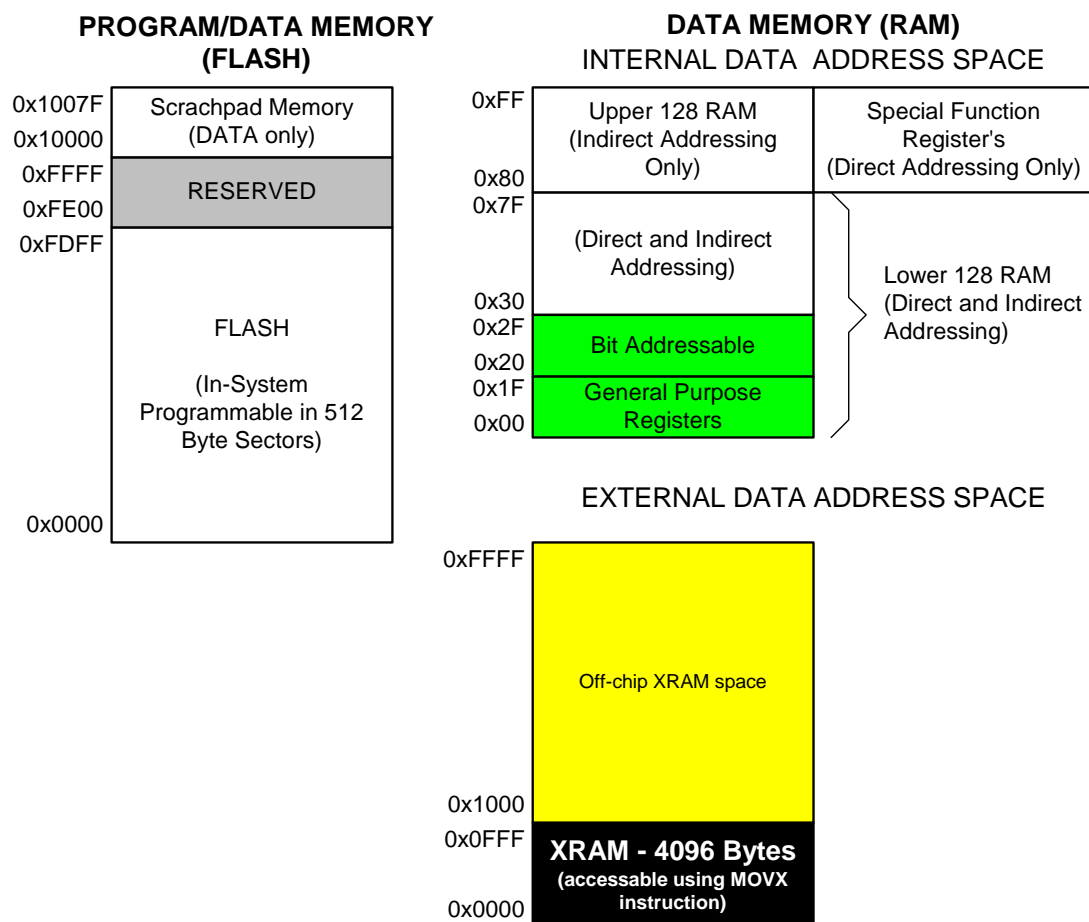 PROGRAM/DATA MEMORY
(FLASH)
0x1007F
Scrachpad Memory
(DATA only)
0x10000
0xFFFF
RESERVED
0xFE00
0xFDFF
FLASH
(In-System
Programmable in 512
Byte Sectors)
0x0000
DATA MEMORY (RAM)
INTERNAL DATA ADDRESS SPACE
0xFF
Upper 128 RAM
(Indirect Addressing
Only)
0x80
Special Function
Register's
(Direct Addressing Only)
0x7F
(Direct and Indirect
Addressing)
0x30
0x2F
Bit Addressable
0x20
0x1F
General Purpose
Registers
0x00
Lower 128 RAM
(Direct and Indirect
Addressing)
EXTERNAL DATA ADDRESS SPACE
0xFFFF
Off-chip XRAM space
0x1000
0x0FFF
XRAM - 4096 Bytes
(accessable using MOVX
instruction)
0x0000